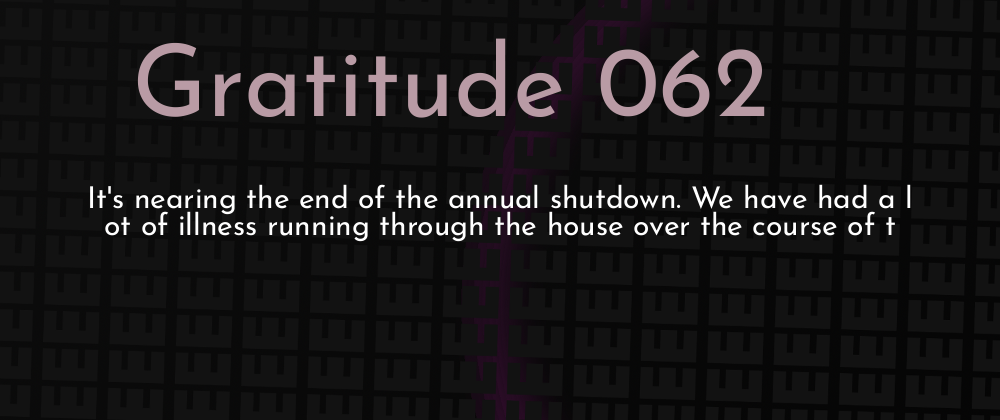 Gratitude 062
It's nearing the end of the annual shutdown. We have had a l
ot of illness running through the house over the course of t